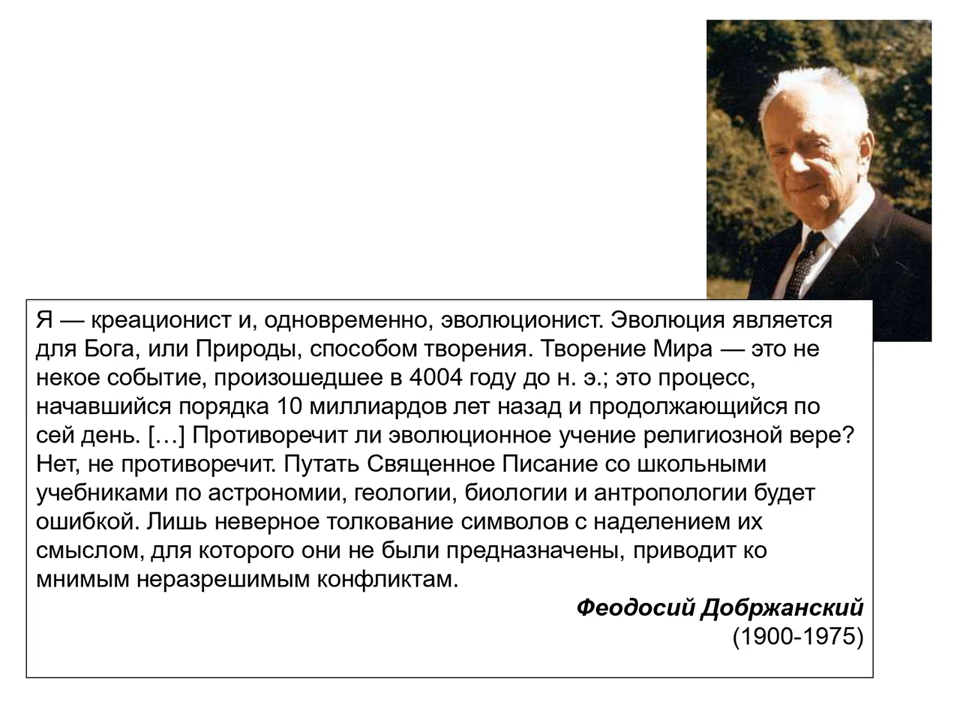 Я — креационист и, одновременно, эволюционист. Эволюция является
для Бога, или Природы, способом творения. Творение Мира — это не
некое событие, произошедшее в 4004 году до н. э.; это процесс,
начавшийся порядка 10 миллиардов лет назад и продолжающийся по
сей день. […] Противоречит ли эволюционное учение религиозной вере?
Нет, не противоречит. Путать Священное Писание со школьными
учебниками по астрономии, геологии, биологии и антропологии будет
ошибкой. Лишь неверное толкование символов с наделением их
смыслом, для которого они не были предназначены, приводит ко
мнимым неразрешимым конфликтам.
Феодосий Добржанский
(1900-1975)